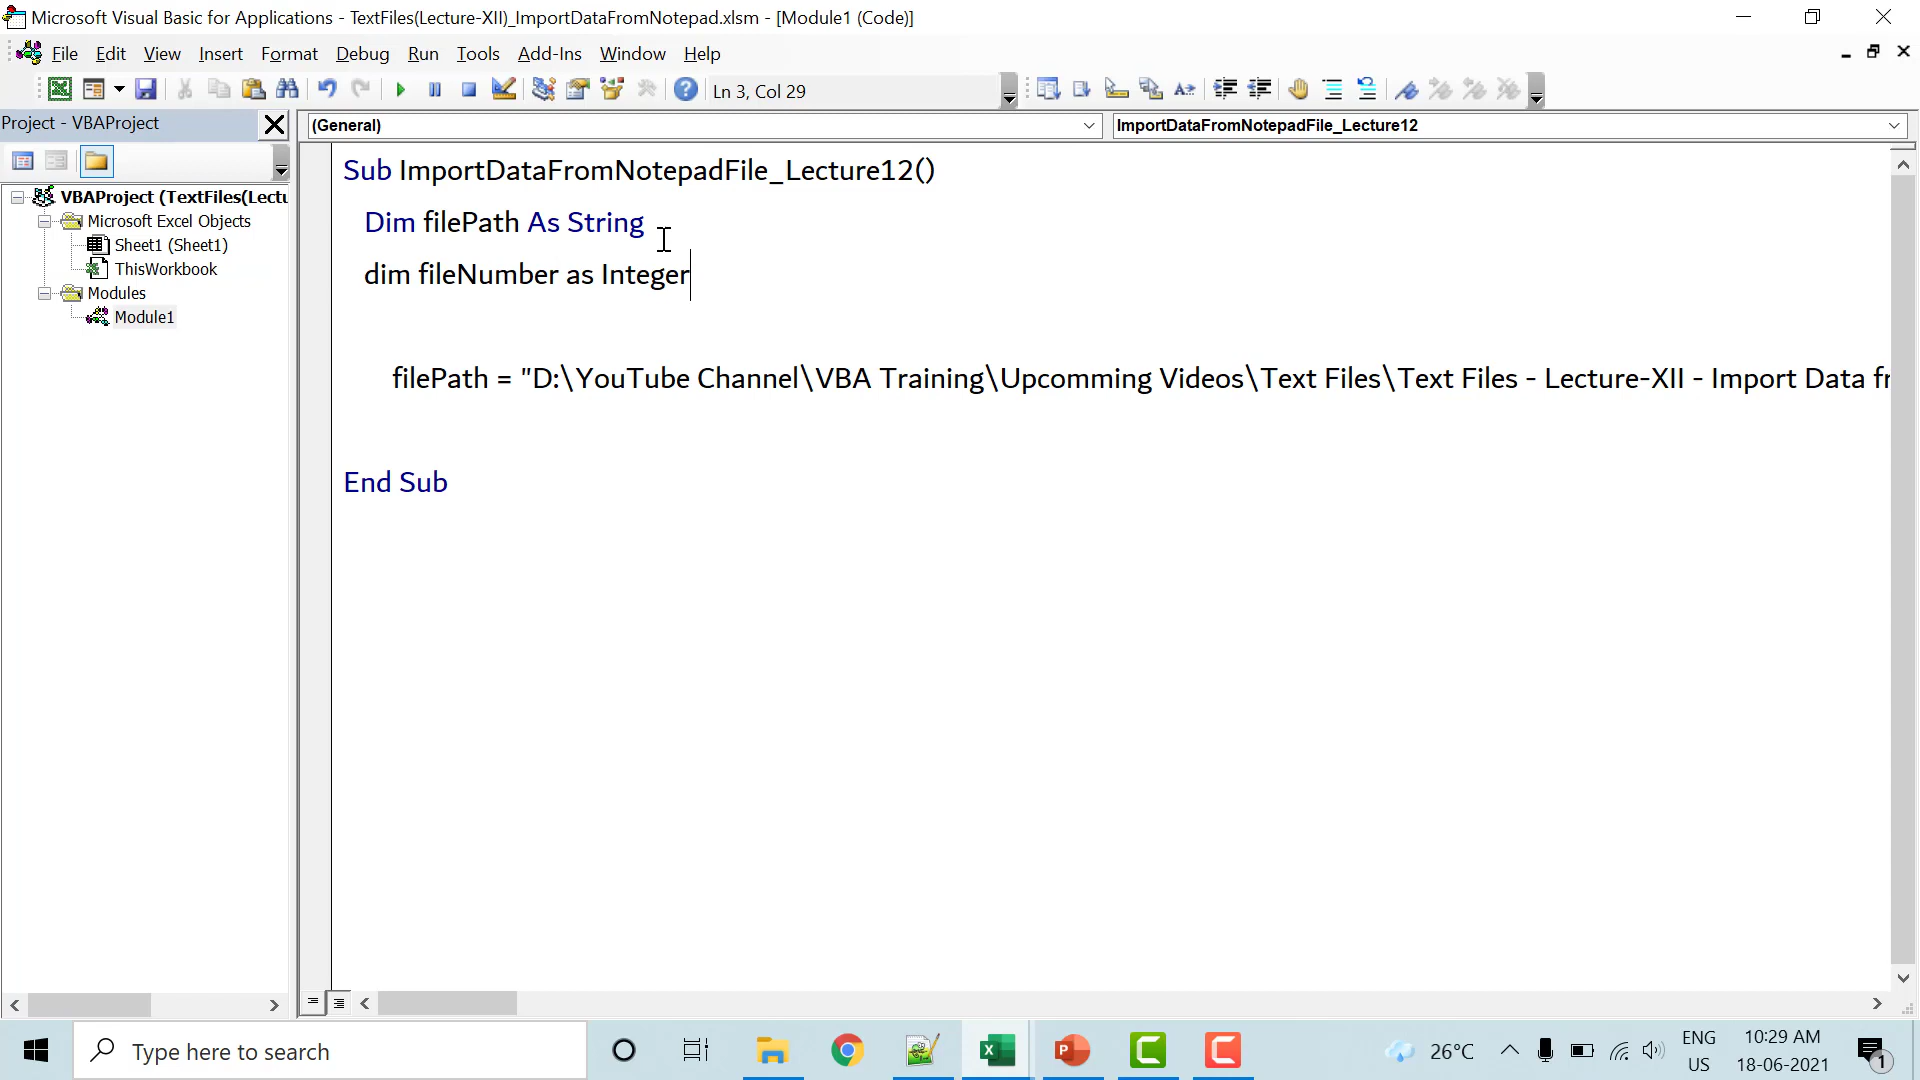 Microsoft Visual Basic for Applications - TextFiles(Lecture-XII)_ImportDataFromNotepad.xlsm - [Module1 (Code)]
File Edit View Insert Format Debug Run Tools Add-Ins Window Help
Ln 3, Col 29
Project - VBAProject
(General)
ImportDataFromNotepadFile_Lecture12
VBAProject (TextFiles(Lectu
Microsoft Excel Objects
Sheet1 (Sheet1)
ThisWorkbook
Modules
Module1
Sub ImportDataFromNotepadFile_Lecture12()
Dim filePath As String
dim fileNumber as Integer
filePath = "D:\YouTube Channel\VBA Training\Upcomming Videos\Text Files\Text Files - Lecture-XII - Import Data fr
End Sub
Type here to search
26°C
ENG
US
10:29 AM
18-06-2021
1